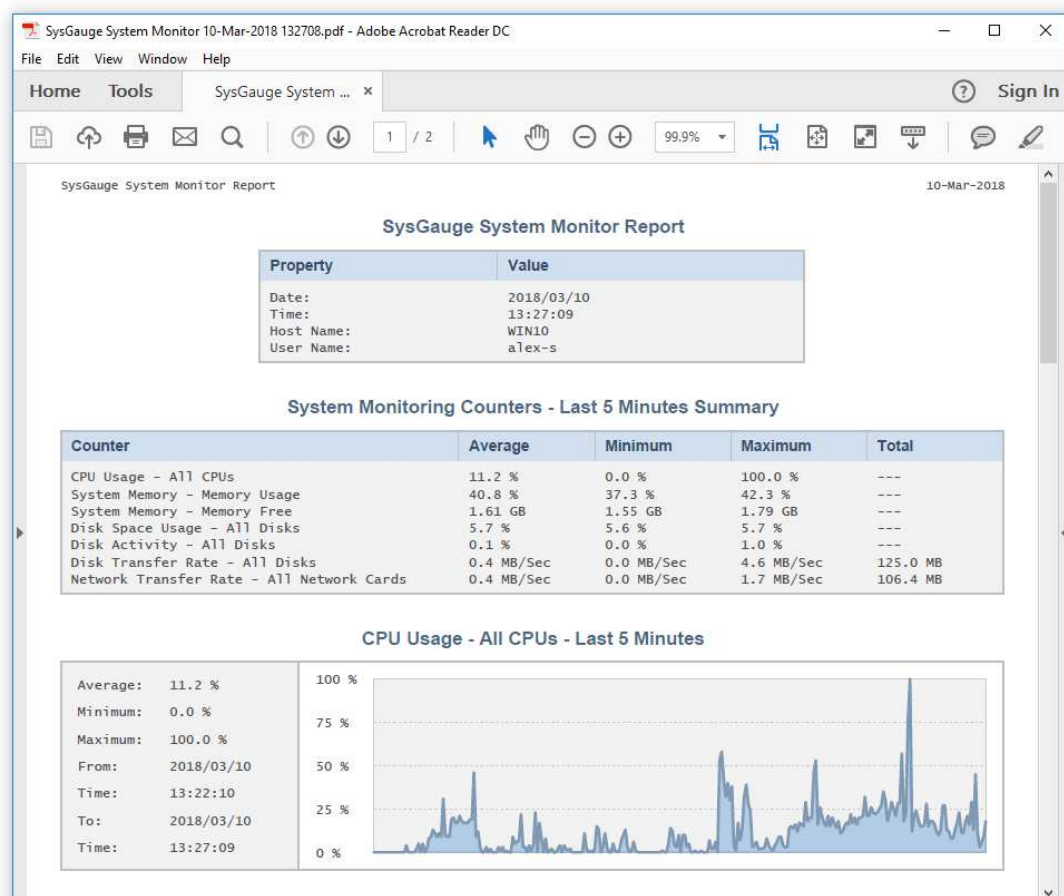 SysGauge System Monitor 10-Mar-2018 132708.pdf - Adobe Acrobat Reader DC
File Edit View Window Help
Home Tools SysGauge System ... × ? Sign In
1 / 2 99.9%
SysGauge System Monitor Report 10-Mar-2018
SysGauge System Monitor Report
Property Value
Date: 2018/03/10
Time: 13:27:09
Host Name: WIN10
User Name: alex-s
System Monitoring Counters - Last 5 Minutes Summary
Counter Average Minimum Maximum Total
CPU Usage - All CPUs 11.2 % 0.0 % 100.0 % ---
System Memory - Memory Usage 40.8 % 37.3 % 42.3 % ---
System Memory - Memory Free 1.61 GB 1.55 GB 1.79 GB ---
Disk Space Usage - All Disks 5.7 % 5.6 % 5.7 % ---
Disk Activity - All Disks 0.1 % 0.0 % 1.0 % ---
Disk Transfer Rate - All Disks 0.4 MB/Sec 0.0 MB/Sec 4.6 MB/Sec 125.0 MB
Network Transfer Rate - All Network Cards 0.4 MB/Sec 0.0 MB/Sec 1.7 MB/Sec 106.4 MB
CPU Usage - All CPUs - Last 5 Minutes
Average: 11.2 %
Minimum: 0.0 %
Maximum: 100.0 %
From: 2018/03/10
Time: 13:22:10
To: 2018/03/10
Time: 13:27:09
100 %
75 %
50 %
25 %
0 %